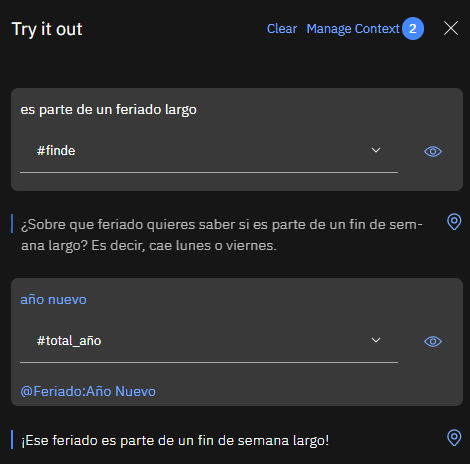 Try it out
Clear Manage Context 2
es parte de un feriado largo
#finde
¿Sobre que feriado quieres saber si es parte de un fin de sem-
ana largo? Es decir, cae lunes o viernes.
año nuevo
#total_año
@Feriado:Año Nuevo
¡Ese feriado es parte de un fin de semana largo!